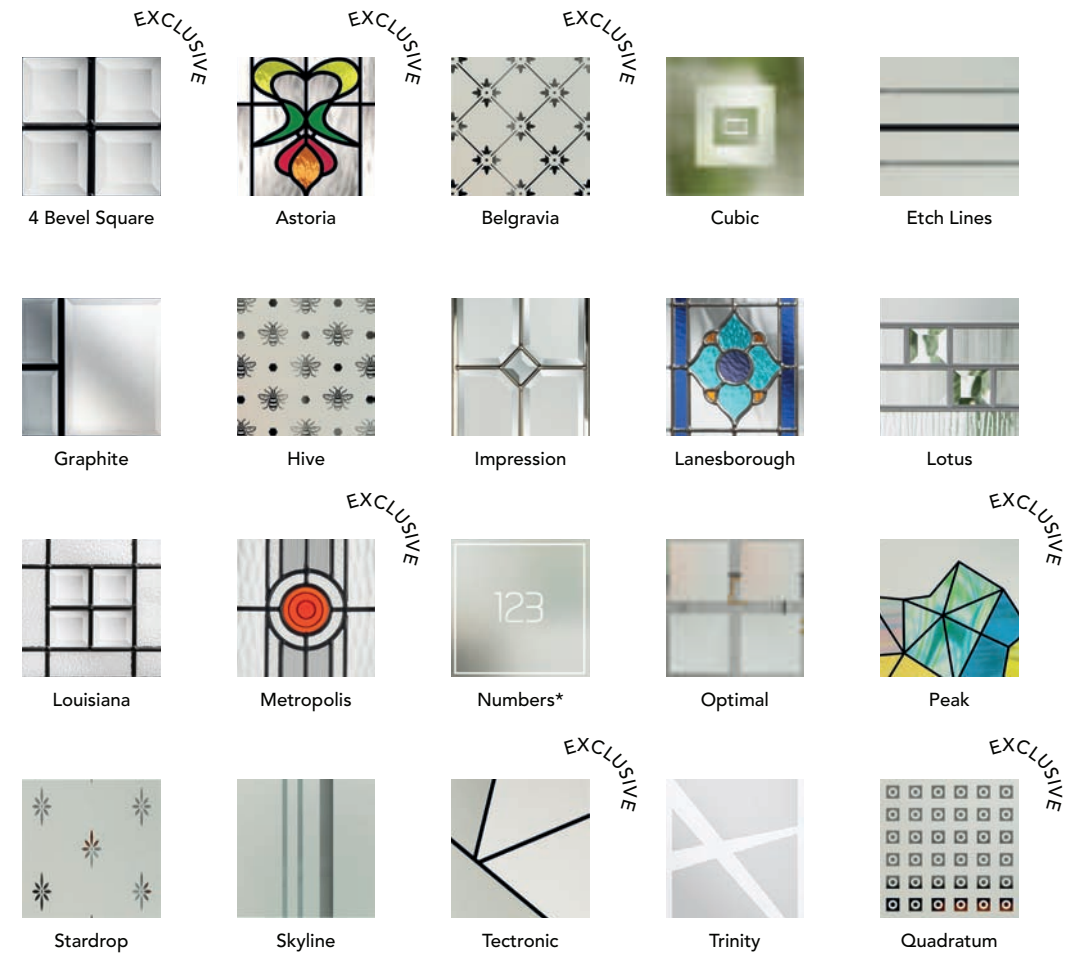 EXCLUSIVE
EXCLUSIVE
EXCLUSIVE
4 Bevel Square
Astoria
Belgravia
Cubic
Etch Lines
Graphite
Hive
Impression
Lanesborough
Lotus
EXCLUSIVE
EXCLUSIVE
123
Louisiana
Metropolis
Numbers*
Optimal
Peak
EXCLUSIVE
EXCLUSIVE
Stardrop
Skyline
Tectronic
Trinity
Quadratum